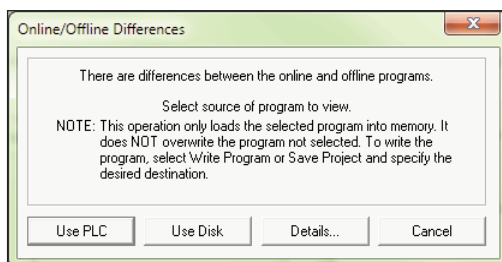 Online/Offline Differences
There are differences between the online and offline programs.
Select source of program to view.
NOTE: This operation only loads the selected program into memory. It
does NOT overwrite the program not selected. To write the
program, select Write Program or Save Project and specify the
desired destination.
Use PLC Use Disk Details... Cancel